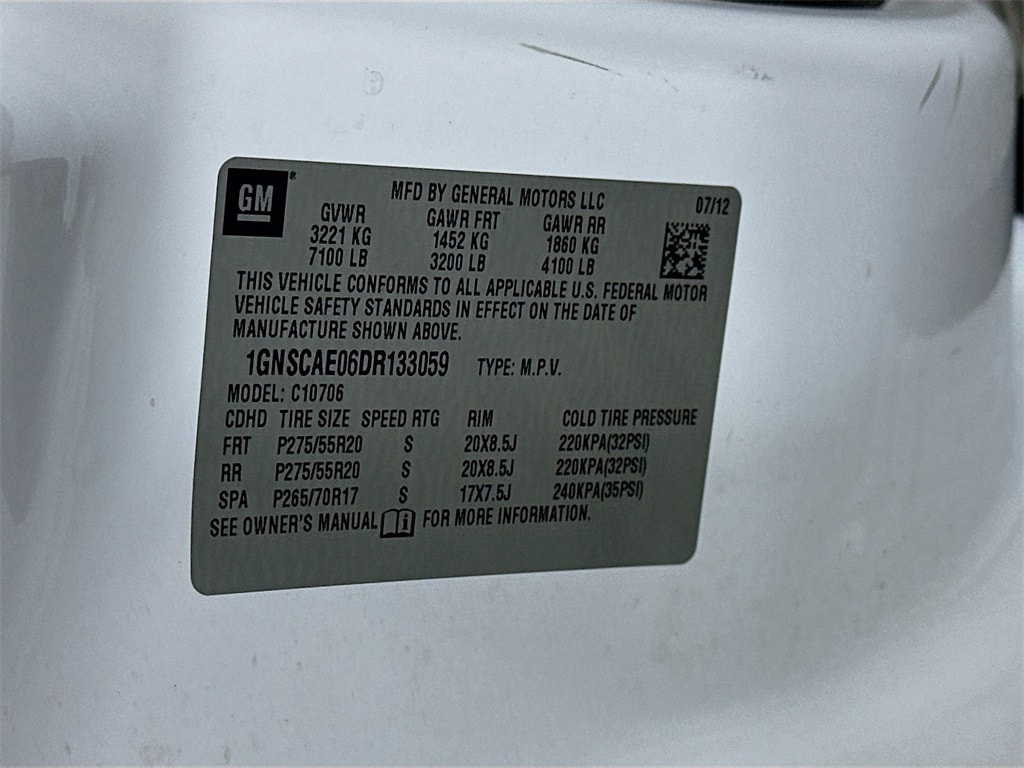 GM® MFD BY GENERAL MOTORS LLC 07/12
GVWR GAWR FRT GAWR RR
3221 KG 1452 KG 1860 KG
7100 LB 3200 LB 4100 LB
THIS VEHICLE CONFORMS TO ALL APPLICABLE U.S. FEDERAL MOTOR
VEHICLE SAFETY STANDARDS IN EFFECT ON THE DATE OF
MANUFACTURE SHOWN ABOVE.
1GNSCAE06DR133059 TYPE: M.P.V.
MODEL: C10706
CDHD TIRE SIZE SPEED RTG RIM COLD TIRE PRESSURE
FRT P275/55R20 S 20X8.5J 220KPA(32PSI)
RR P275/55R20 S 20X8.5J 220KPA(32PSI)
SPA P265/70R17 S 17X7.5J 240KPA(35PSI)
SEE OWNER'S MANUAL FOR MORE INFORMATION.